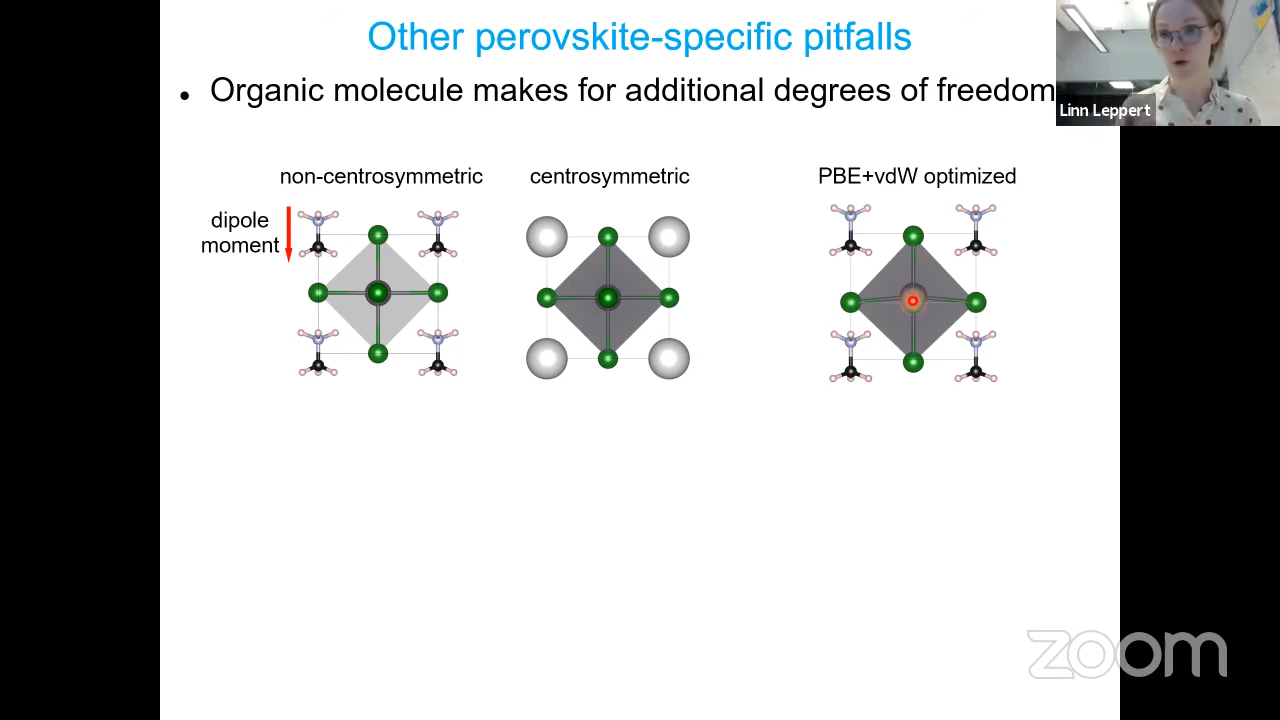 Other perovskite-specific pitfalls
Linn Leppert
• Organic molecule makes for additional degrees of freedom
non-centrosymmetric
centrosymmetric
PBE+vdW optimized
dipole
moment
zoom